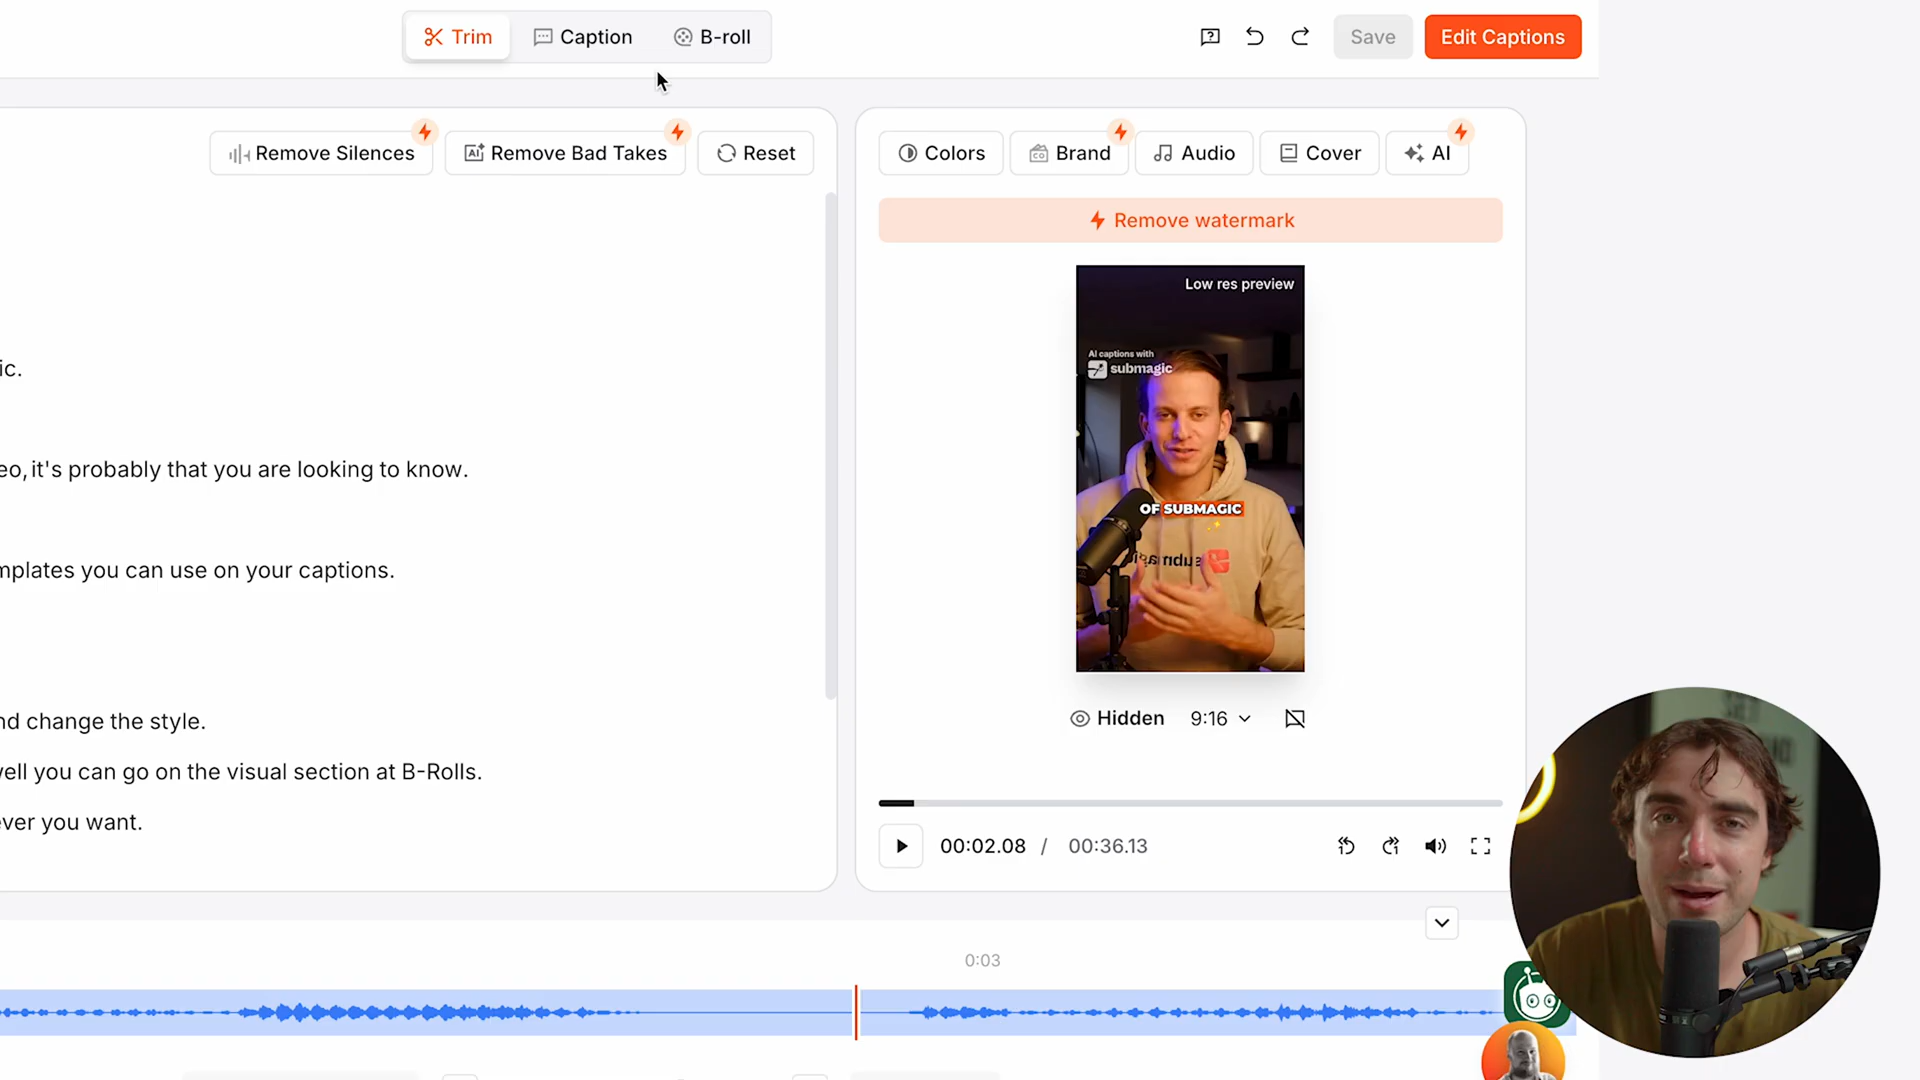 Trim
Caption
B-roll
Save
Edit Captions
Remove Silences
Remove Bad Takes
Reset
Colors
Brand
Audio
Cover
AI
Remove watermark
Low res preview
AI captions with
submagic
OF SUBMAGIC
Hidden
9:16
00:02.08 / 00:36.13
ic.
eo, it's probably that you are looking to know.
mplates you can use on your captions.
nd change the style.
vell you can go on the visual section at B-Rolls.
ever you want.
0:03